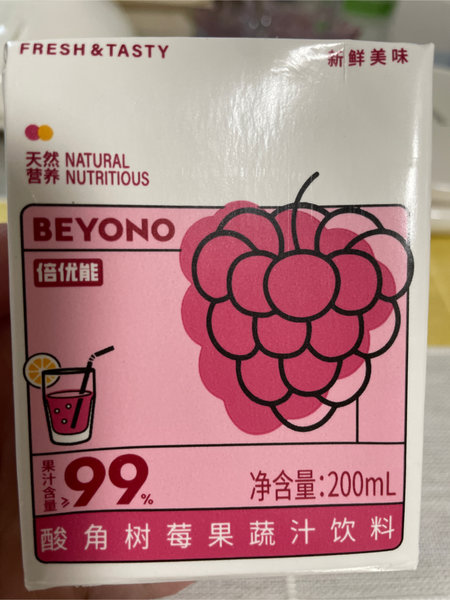 FRESH & TASTY
新鲜美味
天然 NATURAL
营养 NUTRITIOUS
BEYONO
倍优能
果汁含量 ≥99%
净含量:200mL
酸角树莓果蔬汁饮料